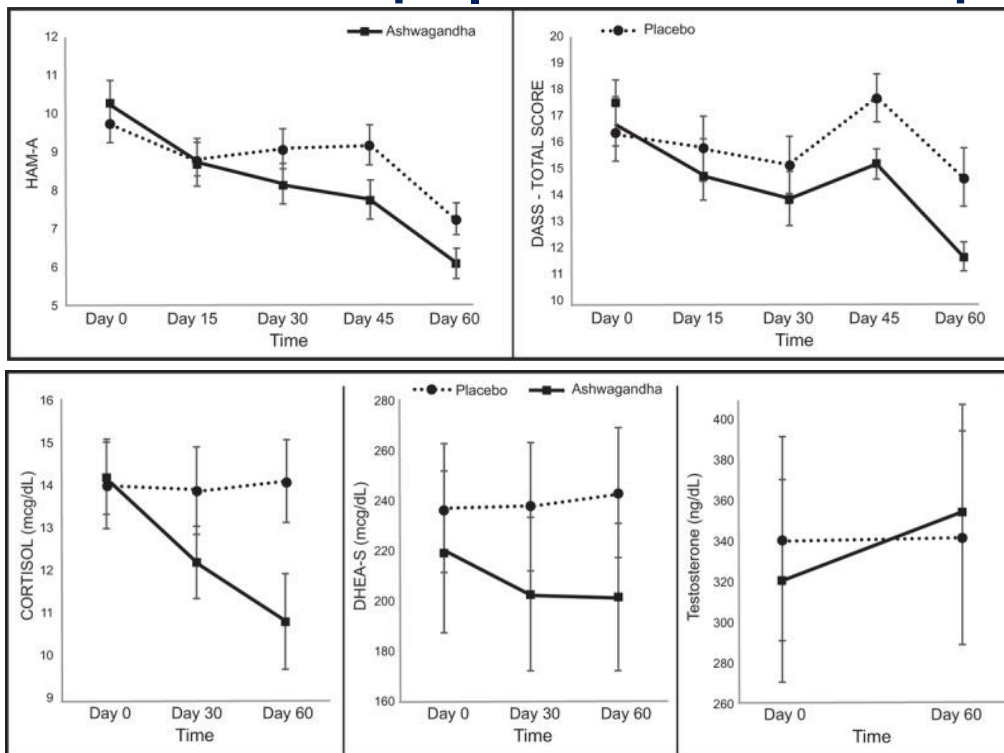 Ashwagandha
Placebo
HAM-A
12
11
10
9
8
7
6
5
Day 0 Day 15 Day 30 Day 45 Day 60
Time
DASS - TOTAL SCORE
20
19
18
17
16
15
14
13
12
11
10
Day 0 Day 15 Day 30 Day 45 Day 60
Time
Placebo
Ashwagandha
CORTISOL (mcg/dL)
16
15
14
13
12
11
10
9
Day 0 Day 30 Day 60
Time
DHEA-S (mcg/dL)
280
260
240
220
200
180
160
Day 0 Day 30 Day 60
Time
Testosterone (ng/dL)
400
380
360
340
320
300
280
260
Day 0 Day 60
Time